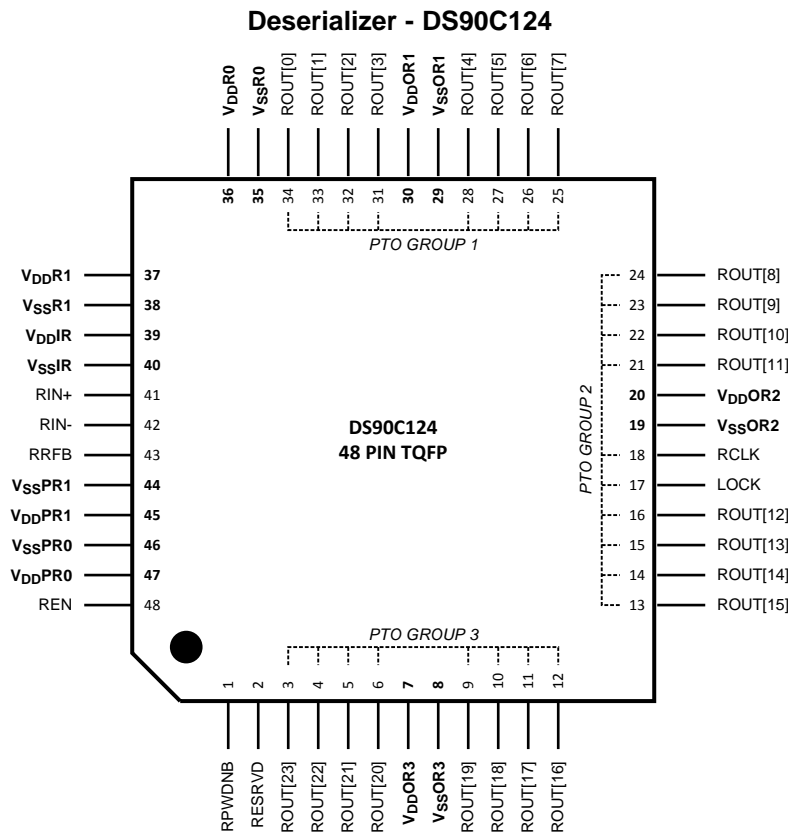 Deserializer - DS90C124
VDDR0
VSSR0
ROUT[0]
ROUT[1]
ROUT[2]
ROUT[3]
VDDOR1
VSSOR1
ROUT[4]
ROUT[5]
ROUT[6]
ROUT[7]
36
35
34
33
32
31
30
29
28
27
26
25
PTO GROUP 1
VDDR1 37
VSSR1 38
VDDIR 39
VSSIR 40
RIN+ 41
RIN- 42
RRFB 43
VSSPR1 44
VDDPR1 45
VSSPR0 46
VDDPR0 47
REN 48
DS90C124
48 PIN TQFP
PTO GROUP 2
24 ROUT[8]
23 ROUT[9]
22 ROUT[10]
21 ROUT[11]
20 VDDOR2
19 VSSOR2
18 RCLK
17 LOCK
16 ROUT[12]
15 ROUT[13]
14 ROUT[14]
13 ROUT[15]
PTO GROUP 3
1
2
3
4
5
6
7
8
9
10
11
12
RPWDNB
RESRVD
ROUT[23]
ROUT[22]
ROUT[21]
ROUT[20]
VDDOR3
VSSOR3
ROUT[19]
ROUT[18]
ROUT[17]
ROUT[16]